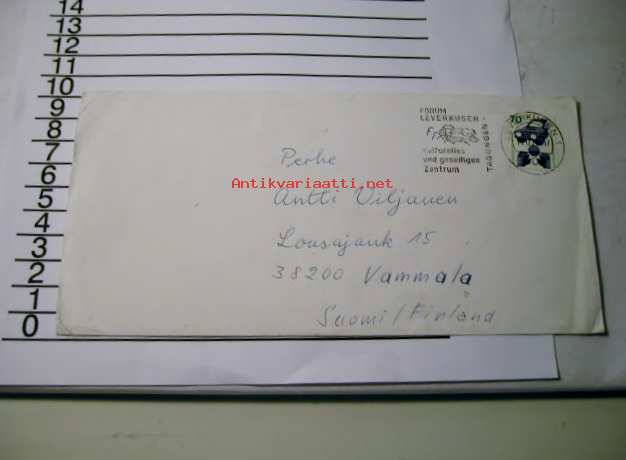 14
13
12
11
10
9
8
7
6
5
4
3
2
1
0
FORUM
LEVERKUSEN
Kulturelles
und geselliges
Zentrum
TAGUNGEN
70
Perhe
Antikvariaatti.net
Antti Viljanen
Lousajank 15
38200 Vammala
Suomi/Finland